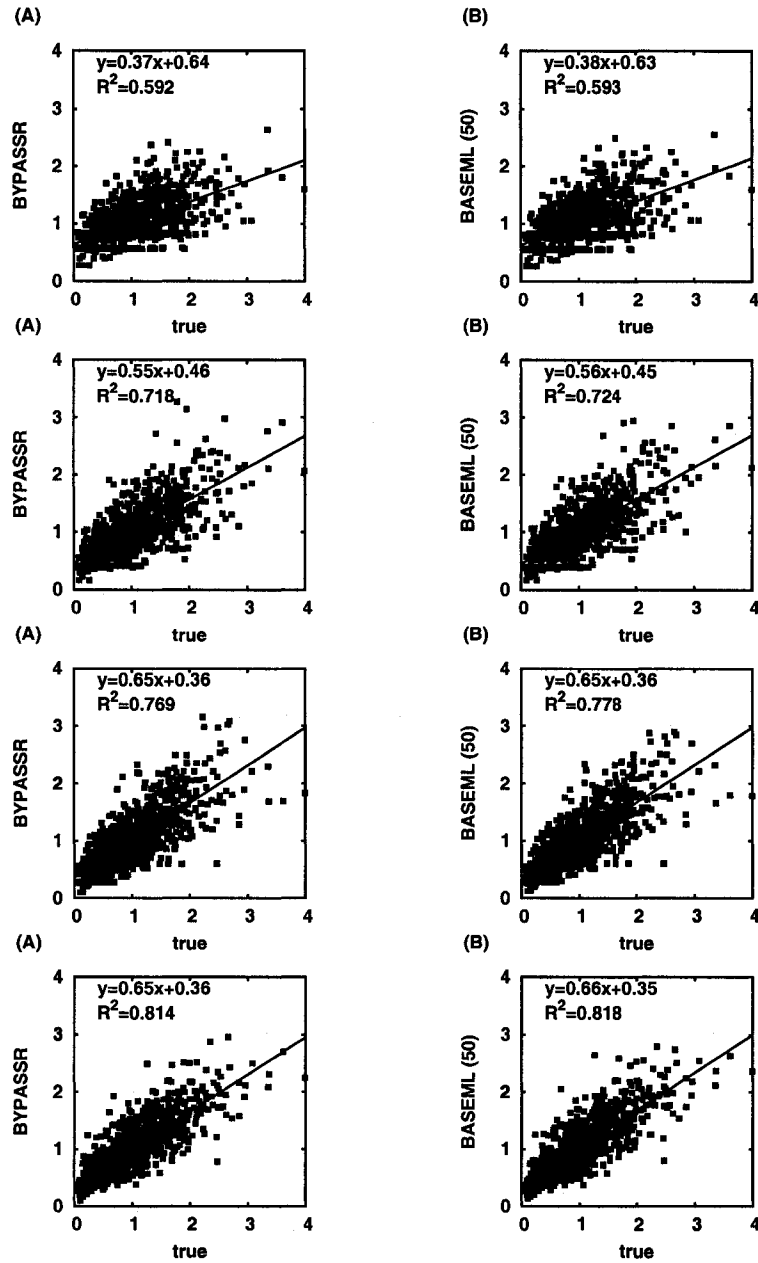 (A)
(B)
4
3
2
1
0
BYPASSR
y=0.37x+0.64
R²=0.592
0 1 2 3 4
true
4
3
2
1
0
BASEML (50)
y=0.38x+0.63
R²=0.593
0 1 2 3 4
true
(A)
(B)
4
3
2
1
0
BYPASSR
y=0.55x+0.46
R²=0.718
0 1 2 3 4
true
4
3
2
1
0
BASEML (50)
y=0.56x+0.45
R²=0.724
0 1 2 3 4
true
(A)
(B)
4
3
2
1
0
BYPASSR
y=0.65x+0.36
R²=0.769
0 1 2 3 4
true
4
3
2
1
0
BASEML (50)
y=0.65x+0.36
R²=0.778
0 1 2 3 4
true
(A)
(B)
4
3
2
1
0
BYPASSR
y=0.65x+0.36
R²=0.814
0 1 2 3 4
true
4
3
2
1
0
BASEML (50)
y=0.66x+0.35
R²=0.818
0 1 2 3 4
true